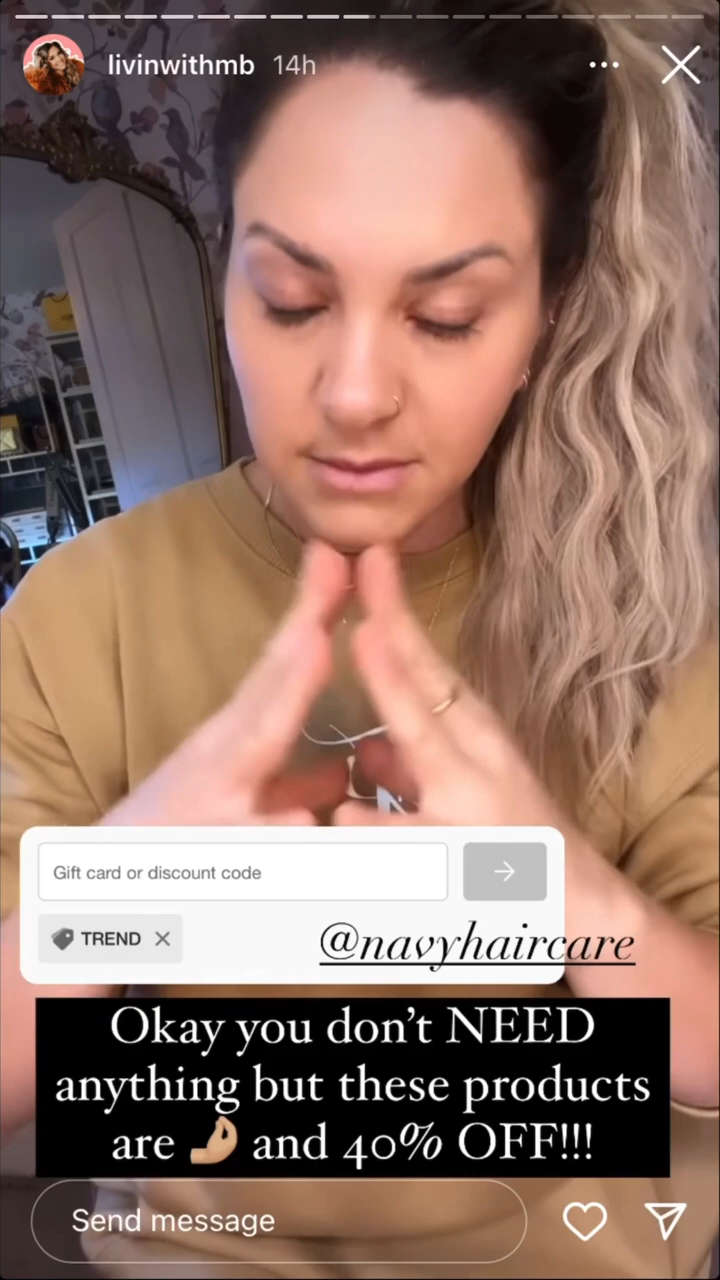 livinwithmb 14h
Gift card or discount code
TREND
@navyhaircare
Okay you don’t NEED
anything but these products
are 🤌🏼 and 40% OFF!!!
Send message